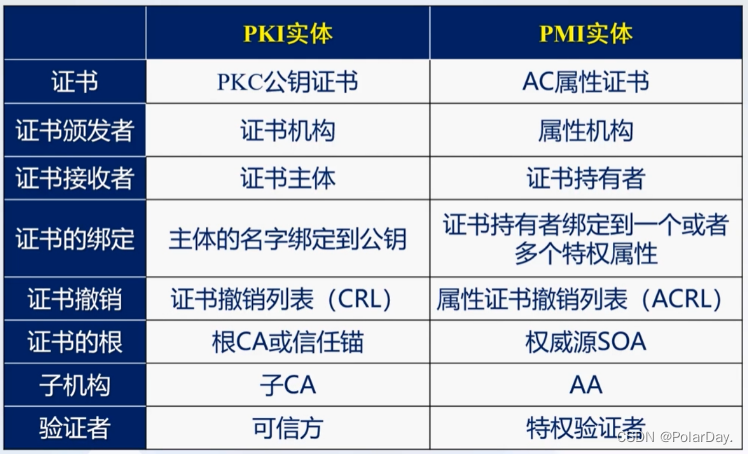 PKI实体 PMI实体
证书 PKC公钥证书 AC属性证书
证书颁发者 证书机构 属性机构
证书接收者 证书主体 证书持有者
证书的绑定 主体的名字绑定到公钥 证书持有者绑定到一个或者
多个特权属性
证书撤销 证书撤销列表（CRL） 属性证书撤销列表（ACRL）
证书的根 根CA或信任锚 权威源SOA
子机构 子CA AA
验证者 可信方 特权验证者
CSDN @PolarDay.